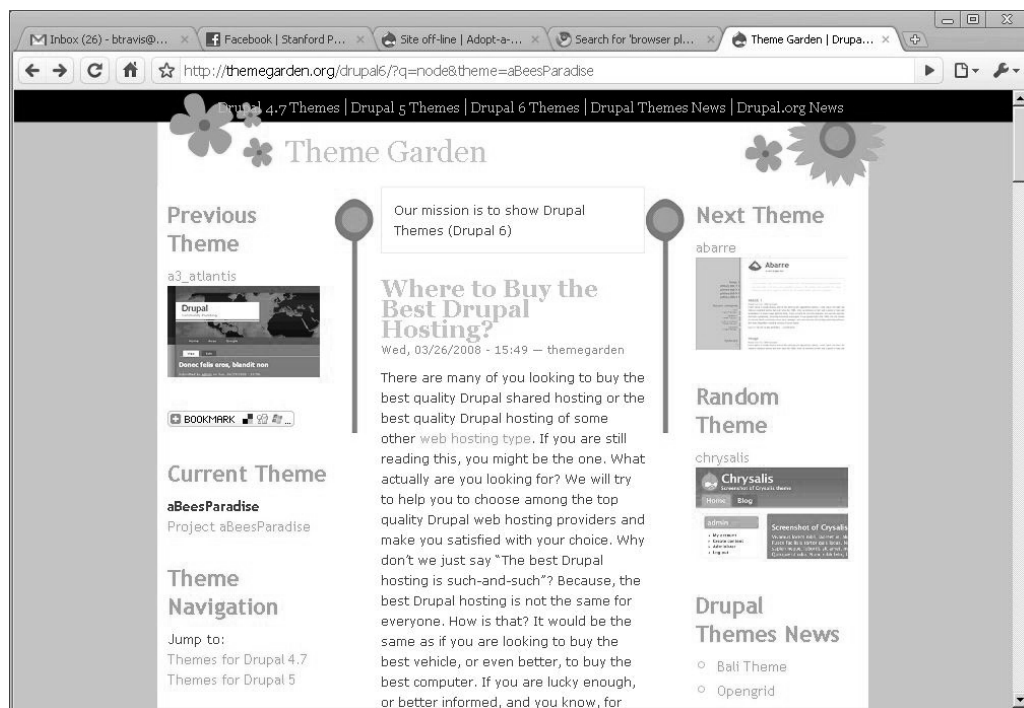 Inbox (26) - btravis@...
Facebook | Stanford P...
Site off-line | Adopt-a-...
Search for 'browser pl...
Theme Garden | Drupa...
http://themegarden.org/drupal6/?q=node&theme=aBeesParadise
Drupal 4.7 Themes | Drupal 5 Themes | Drupal 6 Themes | Drupal Themes News | Drupal.org News
Theme Garden
Previous
Theme
a3_atlantis
Drupal
Donec felis eros, blandit non
BOOKMARK
Current Theme
aBeesParadise
Project aBeesParadise
Theme
Navigation
Jump to:
Themes for Drupal 4.7
Themes for Drupal 5
Our mission is to show Drupal
Themes (Drupal 6)
Where to Buy the
Best Drupal
Hosting?
Wed, 03/26/2008 - 15:49 — themegarden
There are many of you looking to buy the
best quality Drupal shared hosting or the
best quality Drupal hosting of some
other web hosting type. If you are still
reading this, you might be the one. What
actually are you looking for? We will try
to help you to choose among the top
quality Drupal web hosting providers and
make you satisfied with your choice. Why
don't we just say "The best Drupal
hosting is such-and-such"? Because, the
best Drupal hosting is not the same for
everyone. How is that? It would be the
same as if you are looking to buy the
best vehicle, or even better, to buy the
best computer. If you are lucky enough,
or better informed, and you know, for
Next Theme
abarre
Abarre
Random
Theme
chrysalis
Chrysalis
Screenshot of Crysalis theme
Home Blog
admin
My account
Create content
Administer
Log out
Screenshot of Crysalis
Drupal
Themes News
Bali Theme
Opengrid